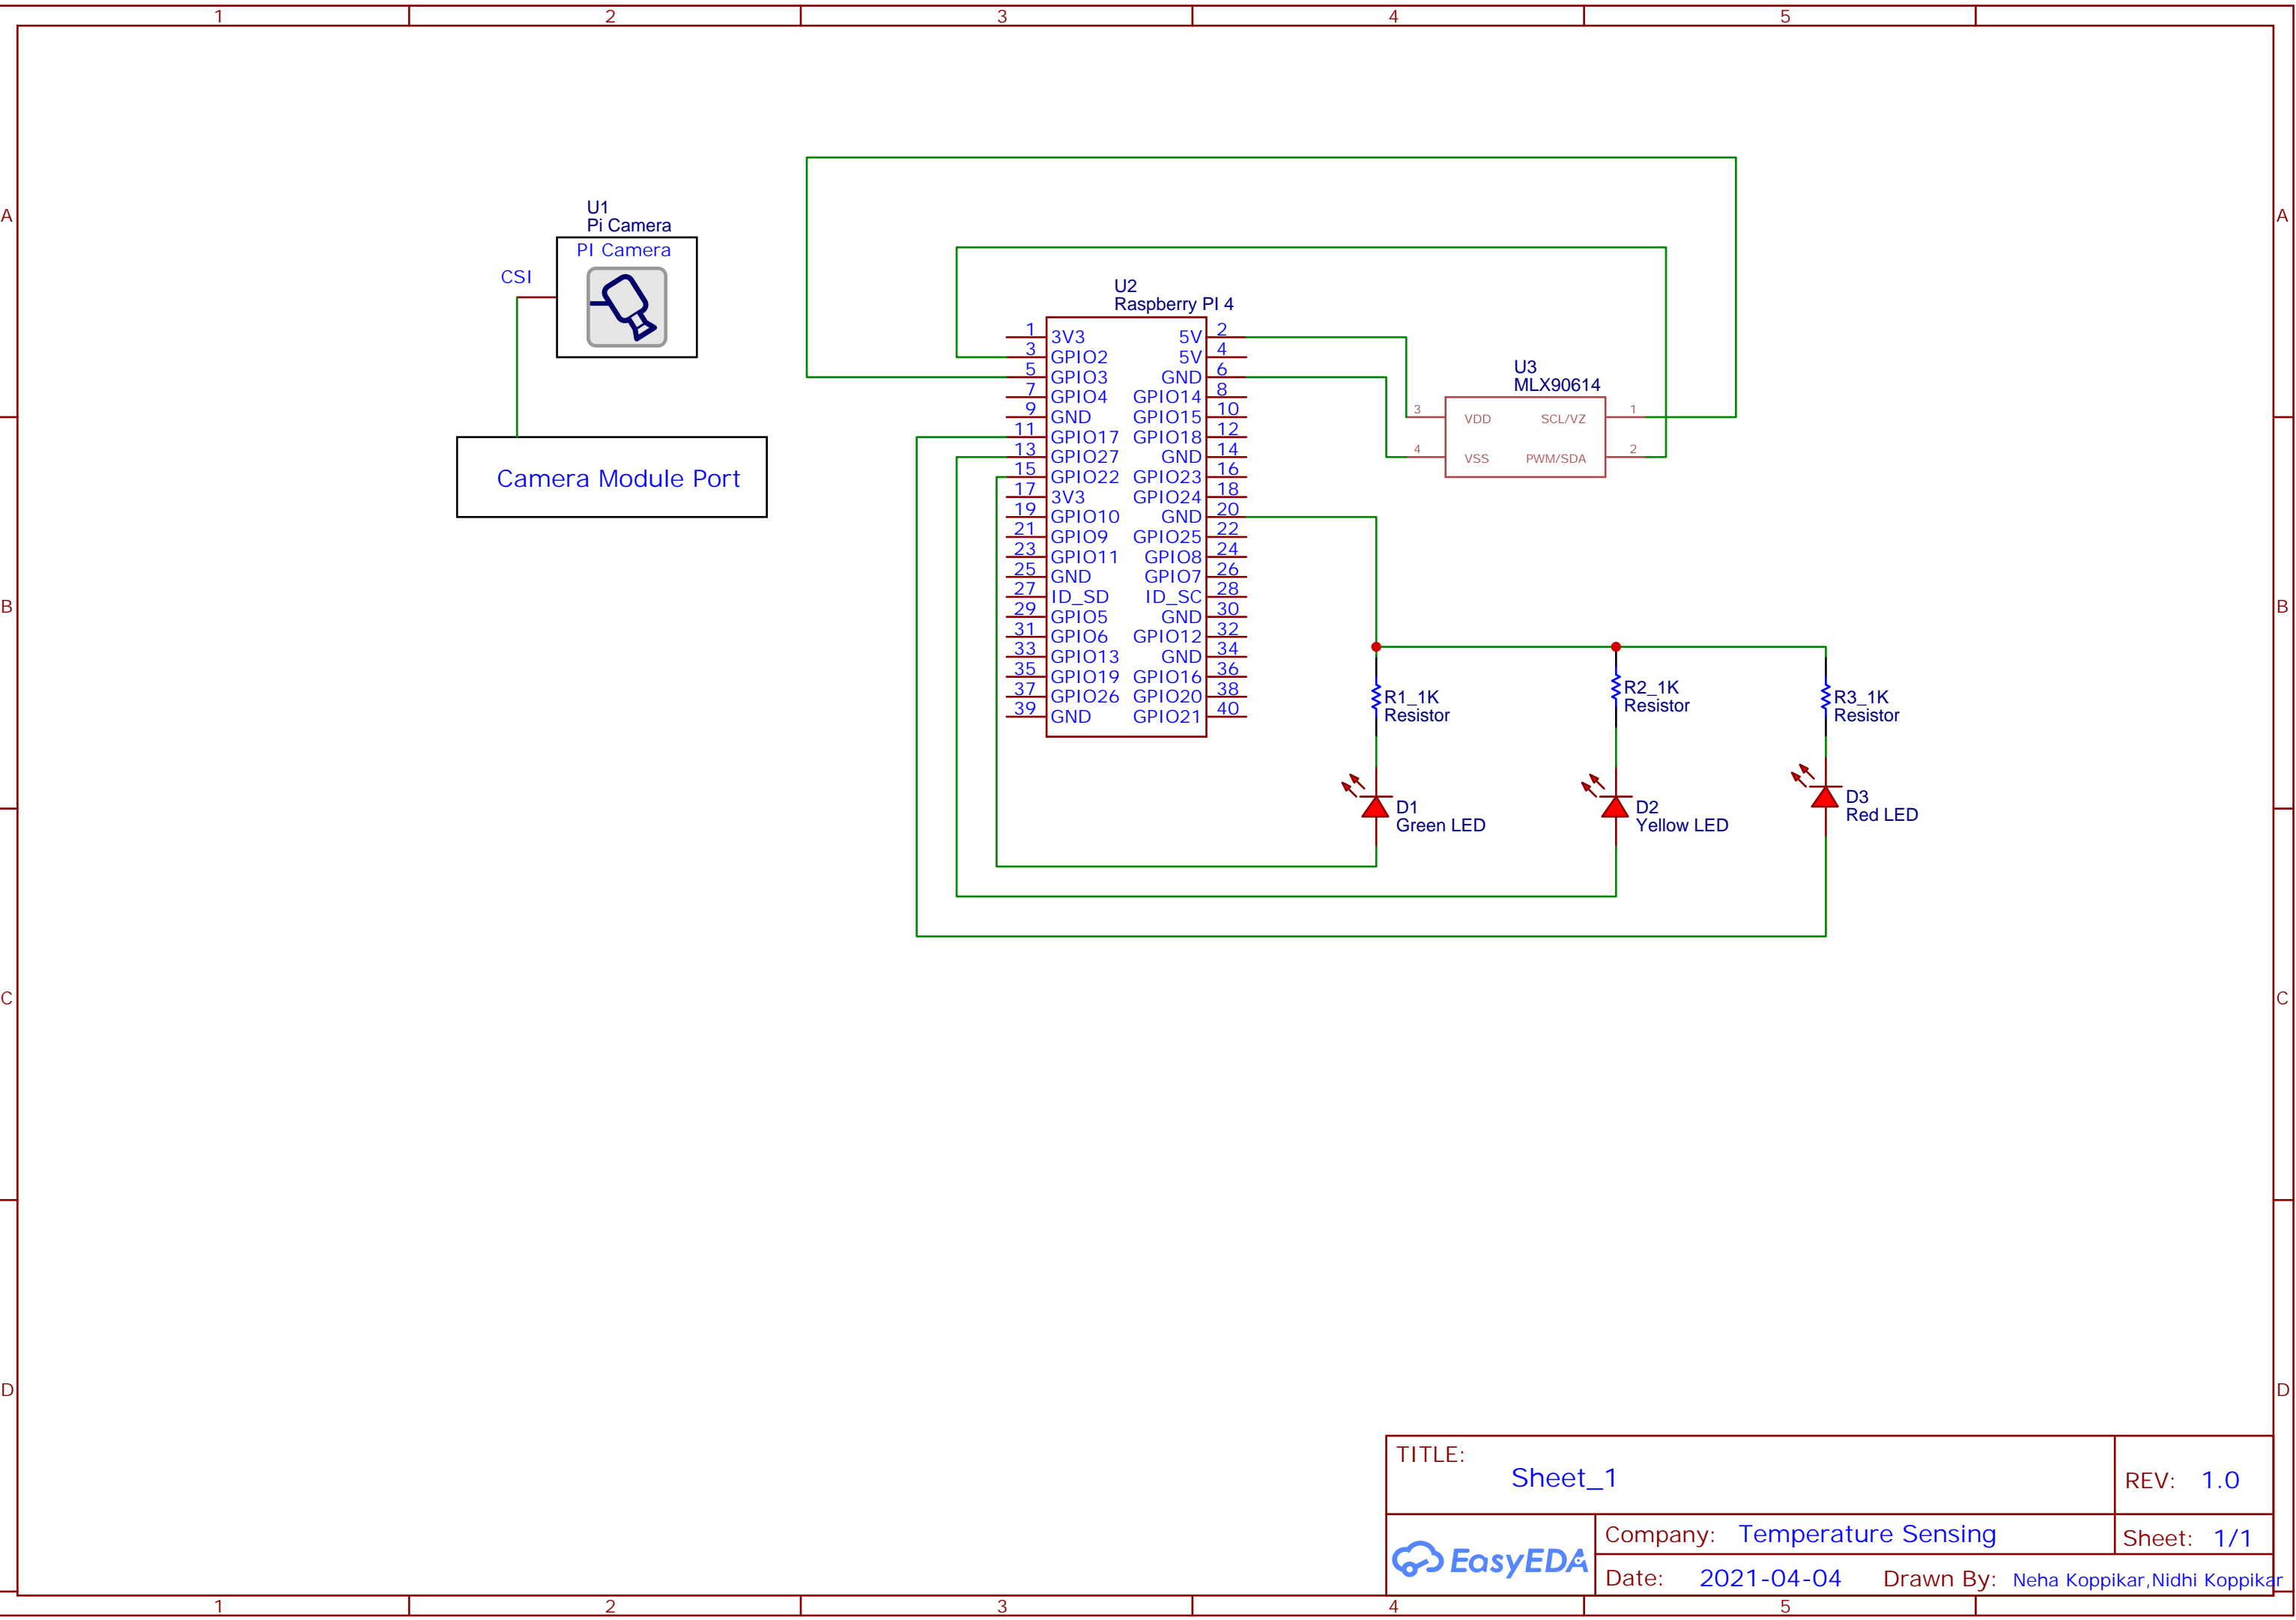 1 2 3 4 5
A A
U1
Pi Camera
PI Camera
CSI
Camera Module Port
U2
Raspberry PI 4
1 3V3 5V 2
3 GPIO2 5V 4
5 GPIO3 GND 6
7 GPIO4 GPIO14 8
9 GND GPIO15 10
11 GPIO17 GPIO18 12
13 GPIO27 GND 14
15 GPIO22 GPIO23 16
17 3V3 GPIO24 18
19 GPIO10 GND 20
21 GPIO9 GPIO25 22
23 GPIO11 GPIO8 24
25 GND GPIO7 26
27 ID_SD ID_SC 28
29 GPIO5 GND 30
31 GPIO6 GPIO12 32
33 GPIO13 GND 34
35 GPIO19 GPIO16 36
37 GPIO26 GPIO20 38
39 GND GPIO21 40
U3
MLX90614
3 VDD SCL/VZ 1
4 VSS PWM/SDA 2
B B
R1_1K
Resistor
R2_1K
Resistor
R3_1K
Resistor
D1
Green LED
D2
Yellow LED
D3
Red LED
C C
D D
TITLE:
Sheet_1
REV: 1.0
EasyEDA
Company: Temperature Sensing
Sheet: 1/1
Date: 2021-04-04 Drawn By: Neha Koppikar,Nidhi Koppikar
1 2 3 4 5